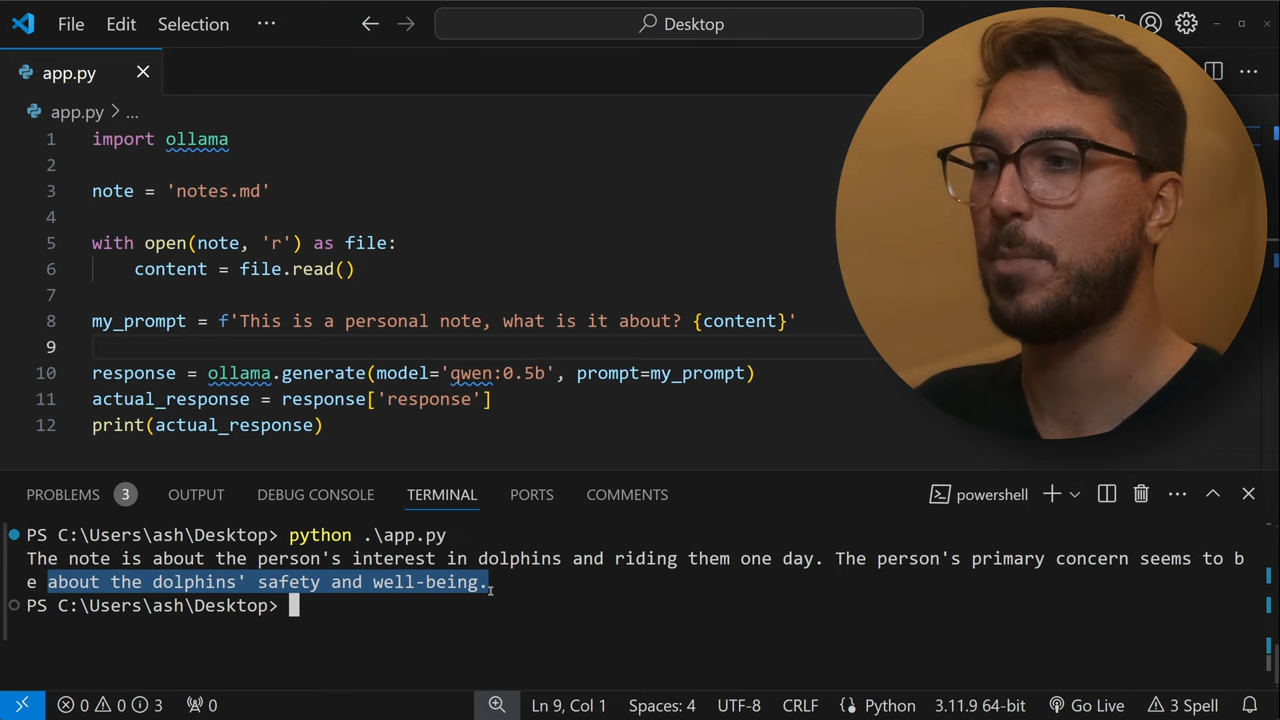 File Edit Selection ··· Desktop
app.py
app.py > ...
1 import ollama
2
3 note = 'notes.md'
4
5 with open(note, 'r') as file:
6 content = file.read()
7
8 my_prompt = f'This is a personal note, what is it about? {content}'
9
10 response = ollama.generate(model='qwen:0.5b', prompt=my_prompt)
11 actual_response = response['response']
12 print(actual_response)
PROBLEMS 3 OUTPUT DEBUG CONSOLE TERMINAL PORTS COMMENTS powershell
PS C:\Users\ash\Desktop> python .\app.py
The note is about the person's interest in dolphins and riding them one day. The person's primary concern seems to b
e about the dolphins' safety and well-being.
PS C:\Users\ash\Desktop>
0 0 3 0 Ln 9, Col 1 Spaces: 4 UTF-8 CRLF Python 3.11.9 64-bit Go Live 3 Spell